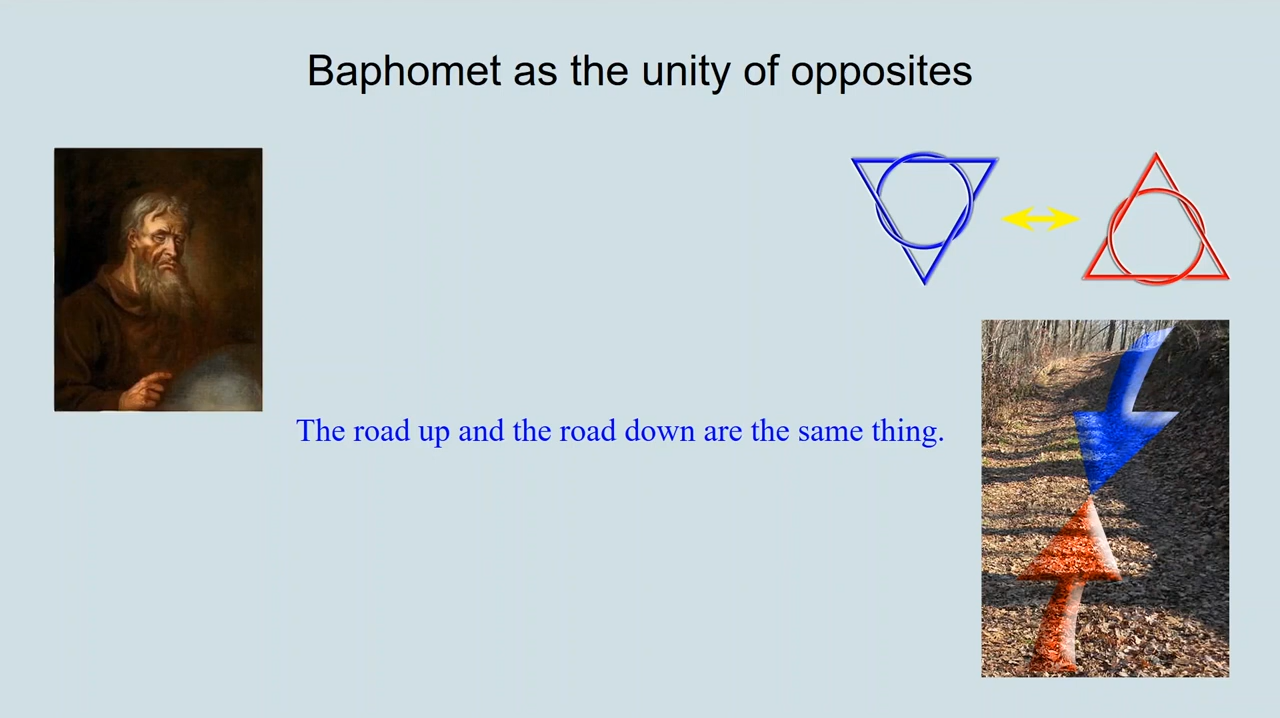 Baphomet as the unity of opposites
The road up and the road down are the same thing.